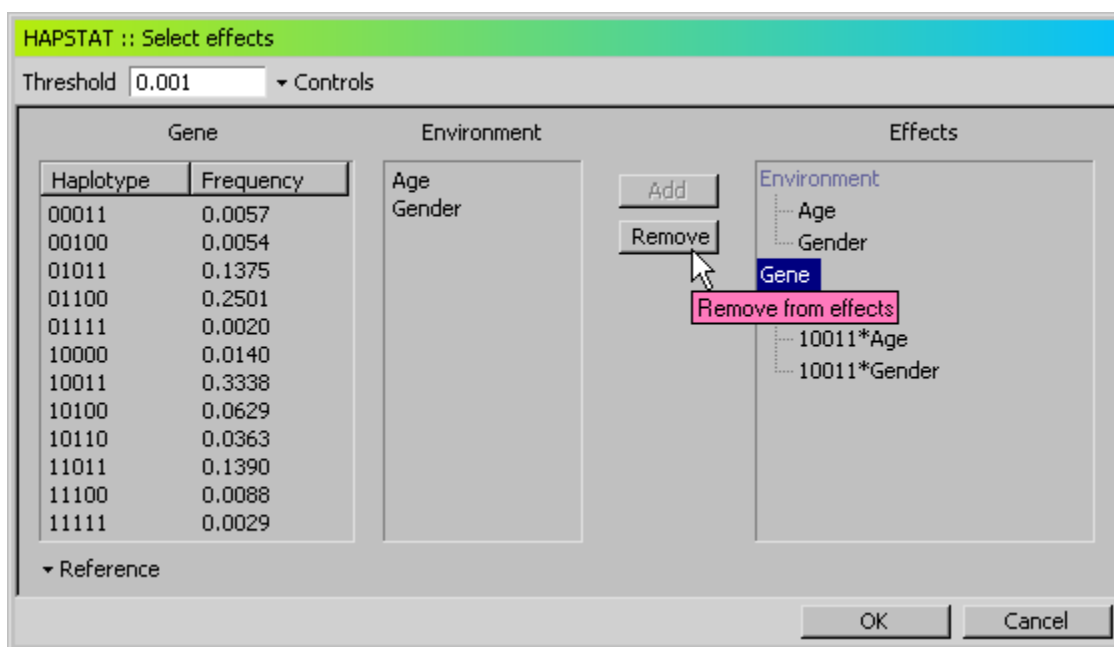 HAPSTAT :: Select effects
Threshold 0.001 Controls
Gene
Haplotype Frequency
00011 0.0057
00100 0.0054
01011 0.1375
01100 0.2501
01111 0.0020
10000 0.0140
10011 0.3338
10100 0.0629
10110 0.0363
11011 0.1390
11100 0.0088
11111 0.0029
Reference
Environment
Age
Gender
Add
Remove
Remove from effects
Effects
Environment
Age
Gender
Gene
10011*Age
10011*Gender
OK Cancel